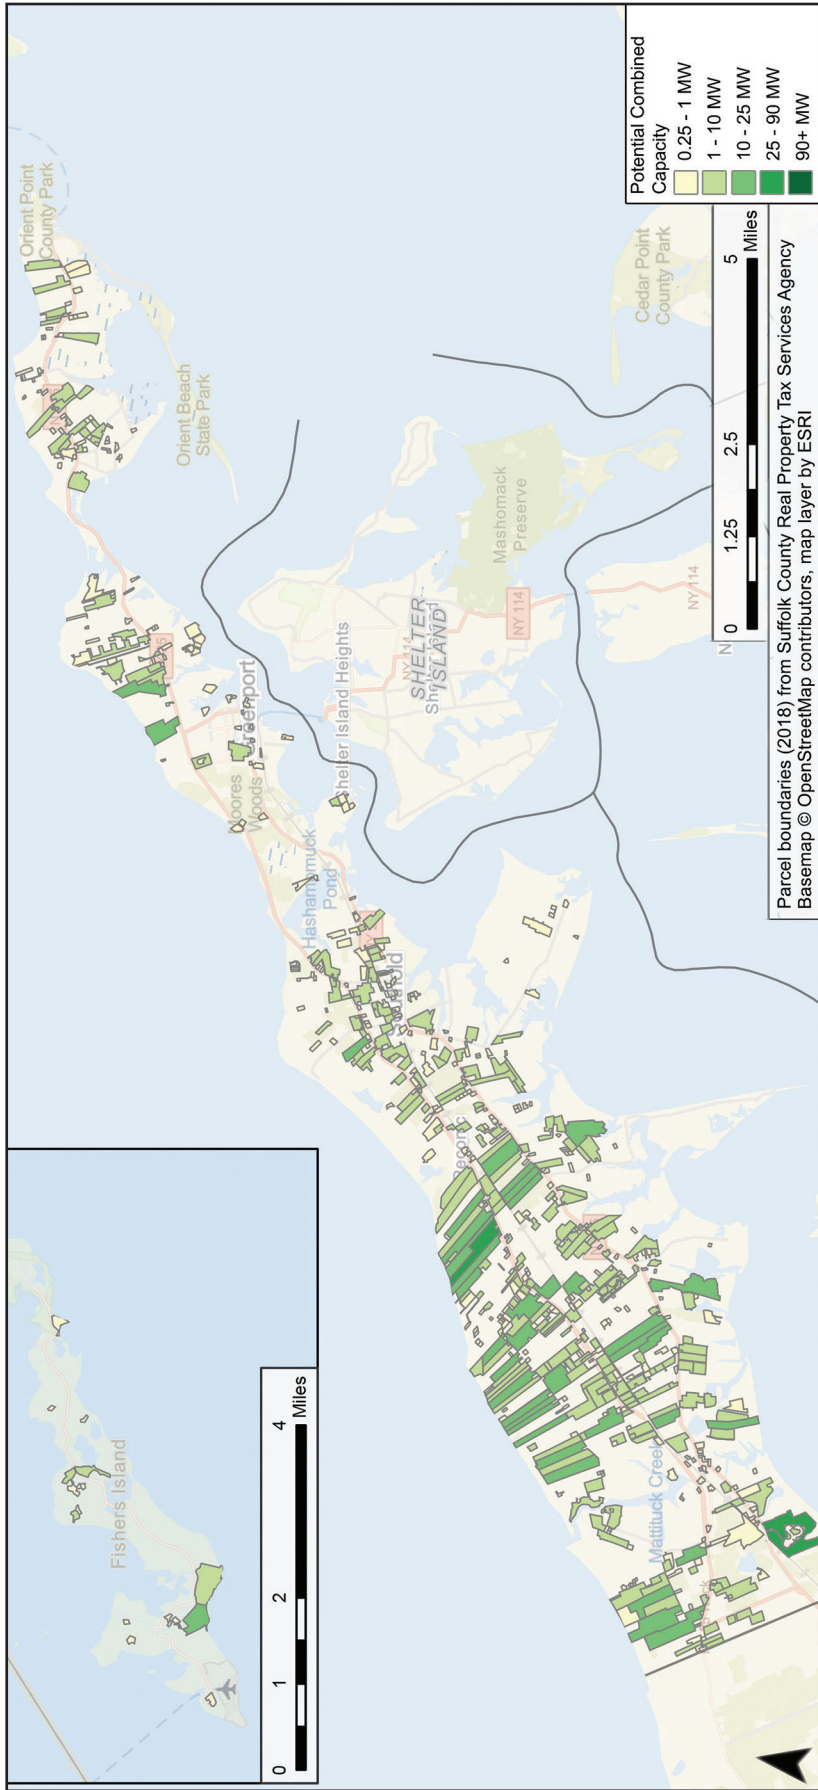 Orient Point
County Park
Orient Beach
State Park
Cedar Point
County Park
Mashomack
Preserve
NY 114
NY 114
NY 114
SHELTER
ISLAND
Shelter Island Heights
Greenport
Moores
Woods
Hashamomuck
Pond
Southold
Peconic
Mattituck Creek
Fishers Island
0 1 2 4
Miles
0 1.25 2.5 5
Miles
Potential Combined
Capacity
0.25 - 1 MW
1 - 10 MW
10 - 25 MW
25 - 90 MW
90+ MW
Parcel boundaries (2018) from Suffolk County Real Property Tax Services Agency
Basemap © OpenStreetMap contributors, map layer by ESRI